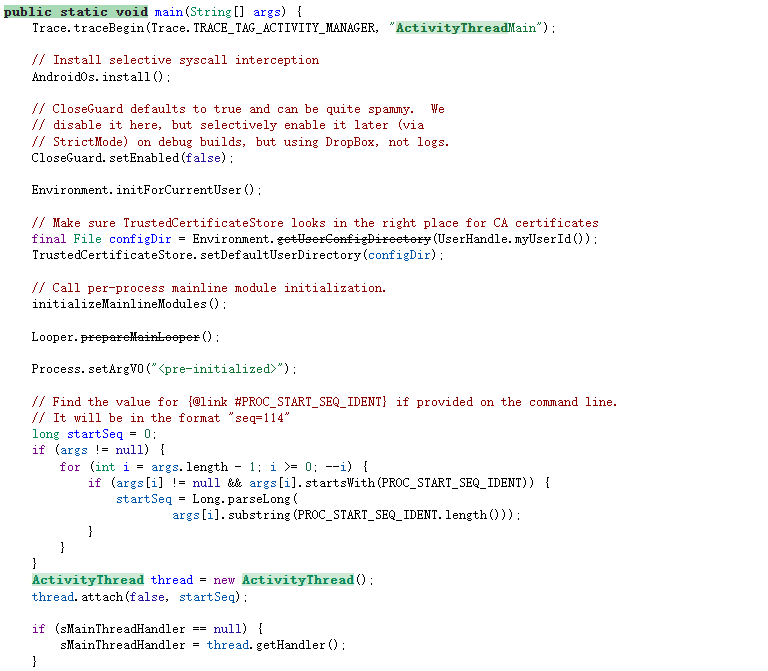 public static void main(String[] args) {
    Trace.traceBegin(Trace.TRACE_TAG_ACTIVITY_MANAGER, "ActivityThreadMain");

    // Install selective syscall interception
    AndroidOs.install();

    // CloseGuard defaults to true and can be quite spammy.  We
    // disable it here, but selectively enable it later (via
    // StrictMode) on debug builds, but using DropBox, not logs.
    CloseGuard.setEnabled(false);

    Environment.initForCurrentUser();

    // Make sure TrustedCertificateStore looks in the right place for CA certificates
    final File configDir = Environment.getUserConfigDirectory(UserHandle.myUserId());
    TrustedCertificateStore.setDefaultUserDirectory(configDir);

    // Call per-process mainline module initialization.
    initializeMainlineModules();

    Looper.prepareMainLooper();

    Process.setArgV0("<pre-initialized>");

    // Find the value for {@link #PROC_START_SEQ_IDENT} if provided on the command line.
    // It will be in the format "seq=114"
    long startSeq = 0;
    if (args != null) {
        for (int i = args.length - 1; i >= 0; --i) {
            if (args[i] != null && args[i].startsWith(PROC_START_SEQ_IDENT)) {
                startSeq = Long.parseLong(
                        args[i].substring(PROC_START_SEQ_IDENT.length()));
            }
        }
    }
    ActivityThread thread = new ActivityThread();
    thread.attach(false, startSeq);

    if (sMainThreadHandler == null) {
        sMainThreadHandler = thread.getHandler();
    }